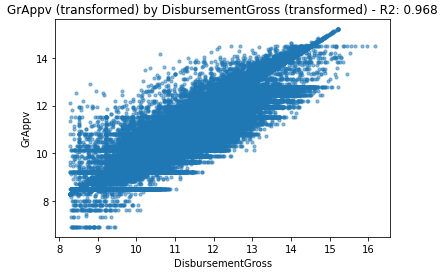 GrAppv (transformed) by DisbursementGross (transformed) - R2: 0.968
14
12
10
8
GrAppv
8 9 10 11 12 13 14 15 16
DisbursementGross